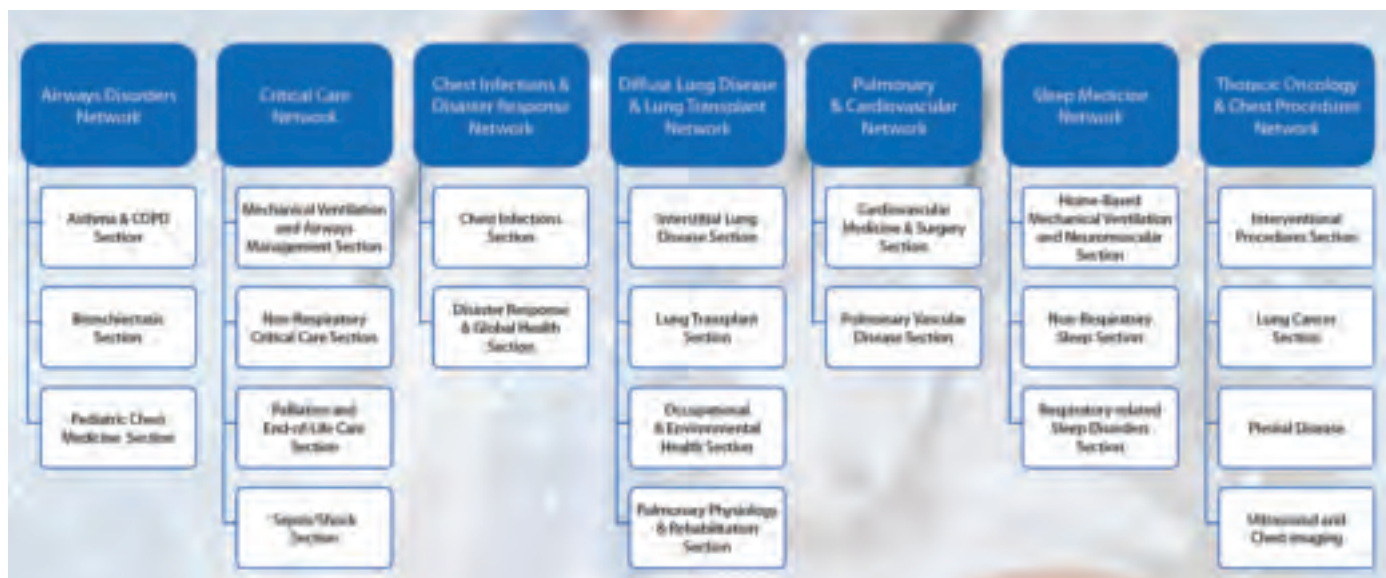 Airways Disorders
Network
Asthma & COPD
Section
Bronchiectasis
Section
Pediatric Chest
Medicine Section
Critical Care
Network
Mechanical Ventilation
and Airways
Management Section
Non-Respiratory
Critical Care Section
Palliative and
End-of-Life Care
Section
Sepsis/Shock
Section
Chest Infections &
Disaster Response
Network
Chest Infections
Section
Disaster Response
& Global Health
Section
Diffuse Lung Disease
& Lung Transplant
Network
Interstitial Lung
Disease Section
Lung Transplant
Section
Occupational
& Environmental
Health Section
Pulmonary Physiology
& Rehabilitation
Section
Pulmonary
& Cardiovascular
Network
Cardiovascular
Medicine & Surgery
Section
Pulmonary Vascular
Disease Section
Sleep Medicine
Network
Home-Based
Mechanical Ventilation
and Neuromuscular
Section
Non-Respiratory
Sleep Section
Respiratory-related
Sleep Disorders
Section
Thoracic Oncology
& Chest Procedures
Network
Interventional
Procedures Section
Lung Cancer
Section
Pleural Disease
Ultrasound and
Chest Imaging